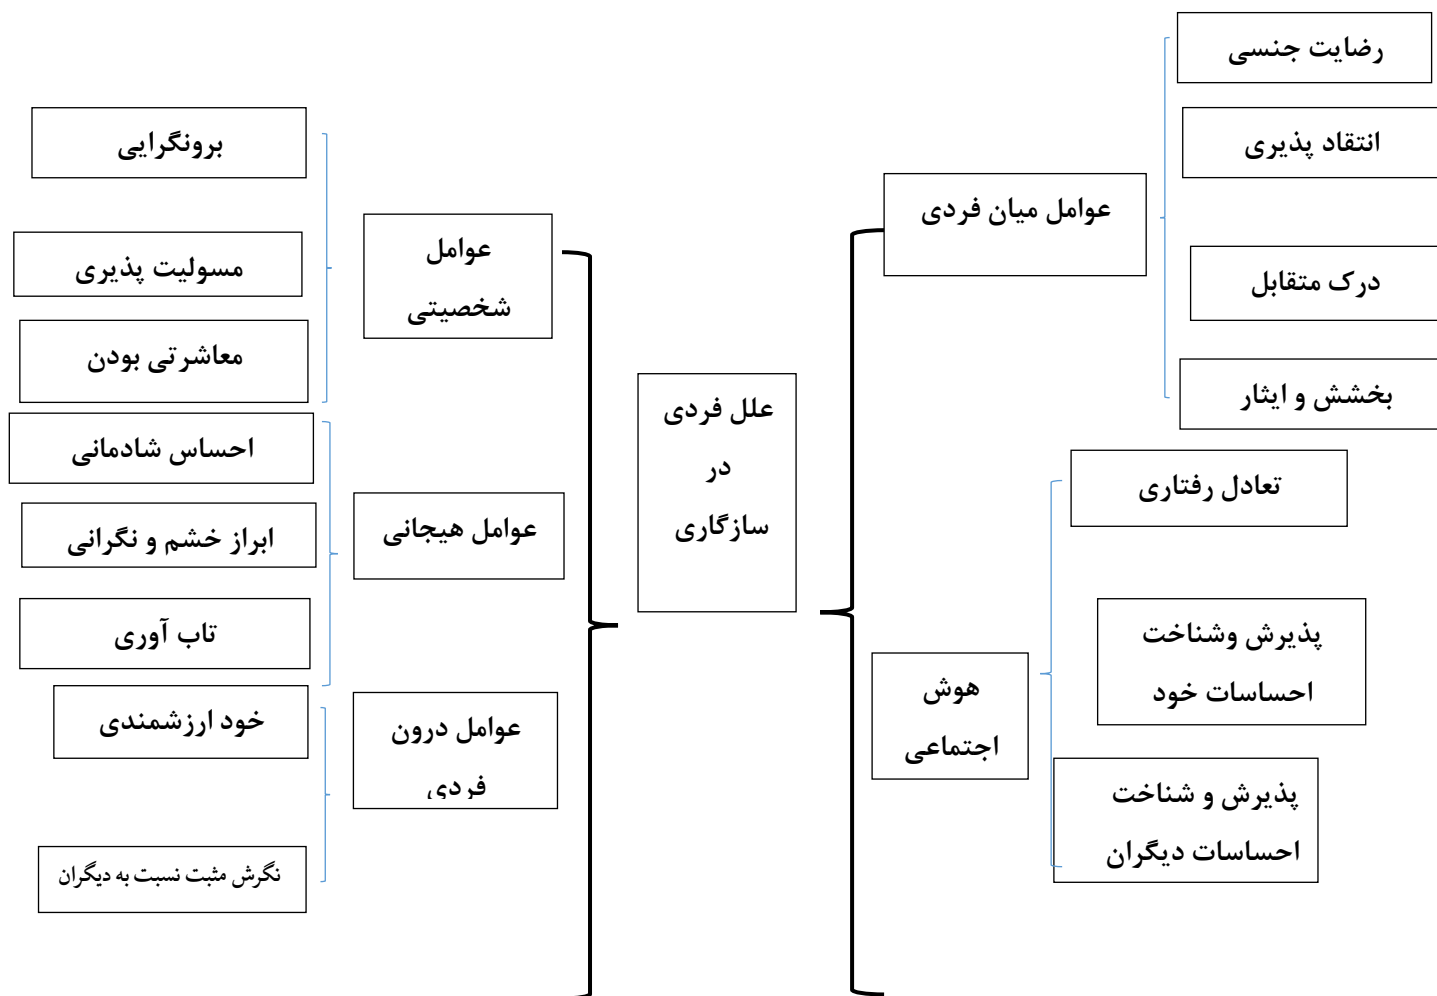 رضایت جنسی
انتقاد پذیری
عوامل میان فردی
درک متقابل
بخشش و ایثار
تعادل رفتاری
پذیرش وشناخت
احساسات خود
هوش
اجتماعی
پذیرش و شناخت
احساسات دیگران
علل فردی
در
سازگاری
عوامل
شخصیتی
برونگرایی
مسولیت پذیری
معاشرتی بودن
عوامل هیجانی
احساس شادمانی
ابراز خشم و نگرانی
تاب آوری
عوامل درون
فردی
خود ارزشمندی
نگرش مثبت نسبت به دیگران